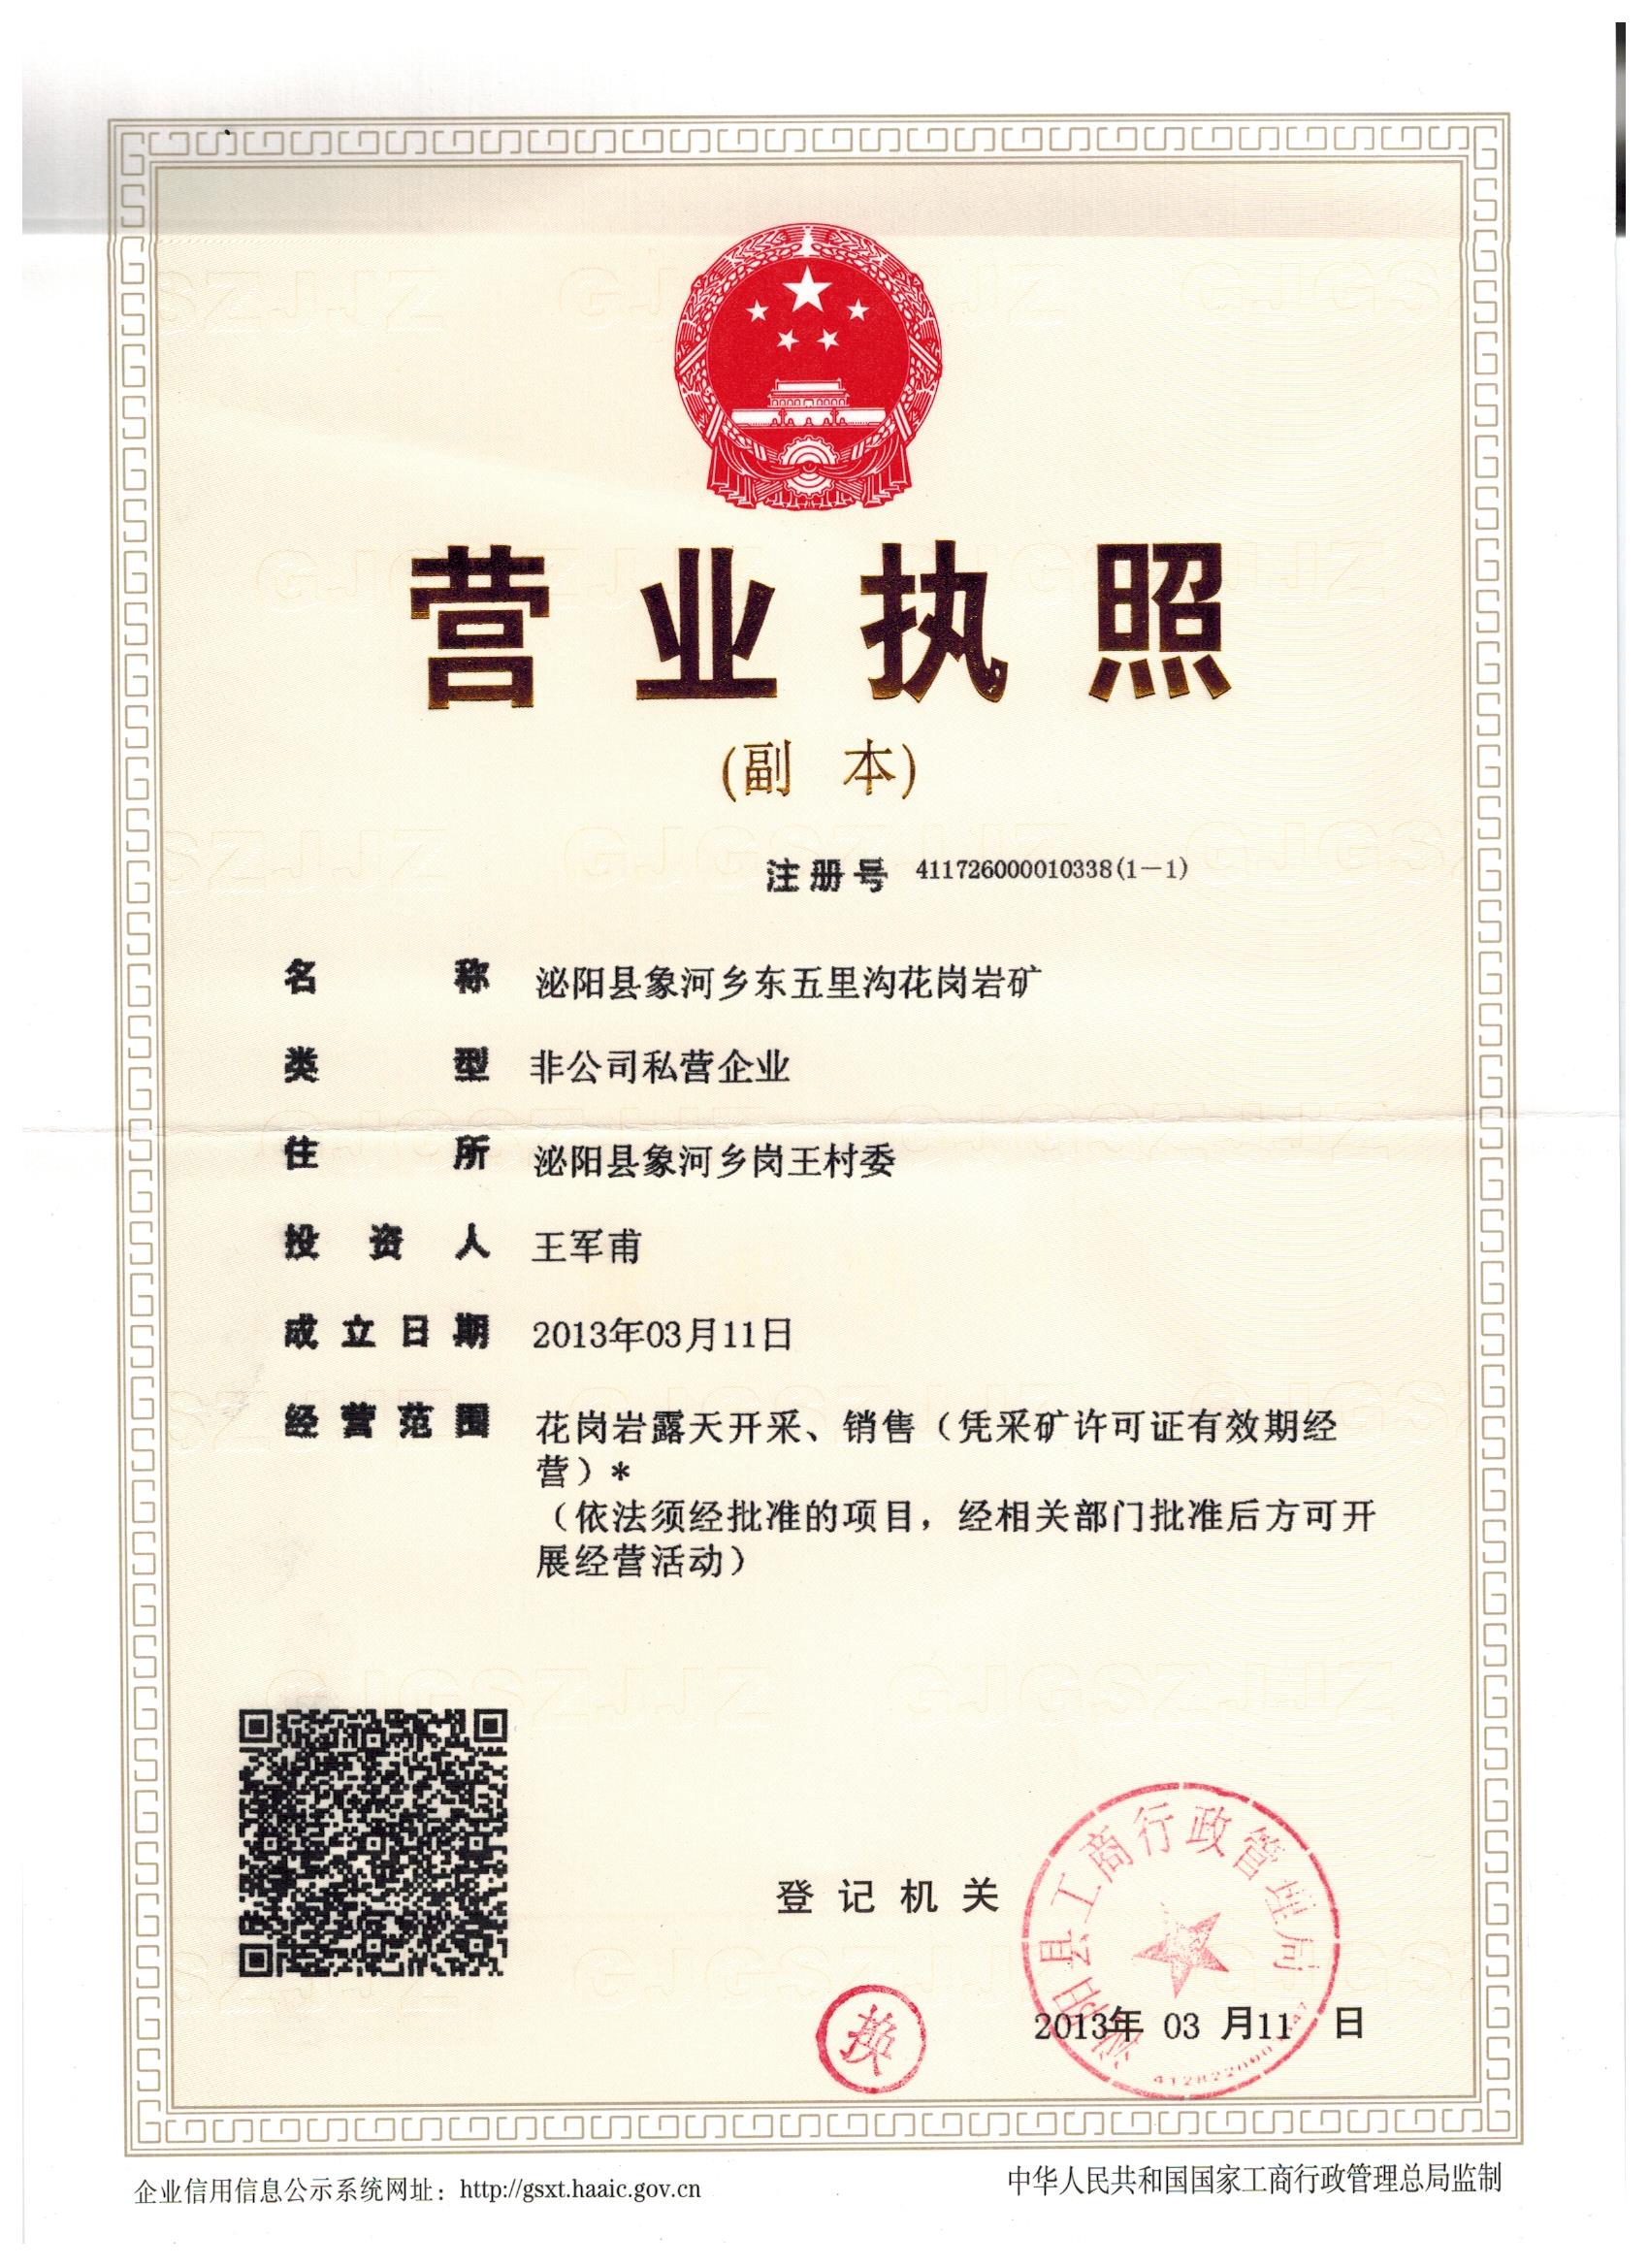 营业执照
(副 本)
注册号 411726000010338(1-1)
名称 泌阳县象河乡东五里沟花岗岩矿
类型 非公司私营企业
住所 泌阳县象河乡岗王村委
投资人 王军甫
成立日期 2013年03月11日
经营范围 花岗岩露天开采、销售（凭采矿许可证有效期经
营）*
（依法须经批准的项目，经相关部门批准后方可开
展经营活动）
登记机关
泌阳县工商行政管理局
2013年 03 月11 日
企业信用信息公示系统网址：http://gsxt.haaic.gov.cn
中华人民共和国国家工商行政管理总局监制